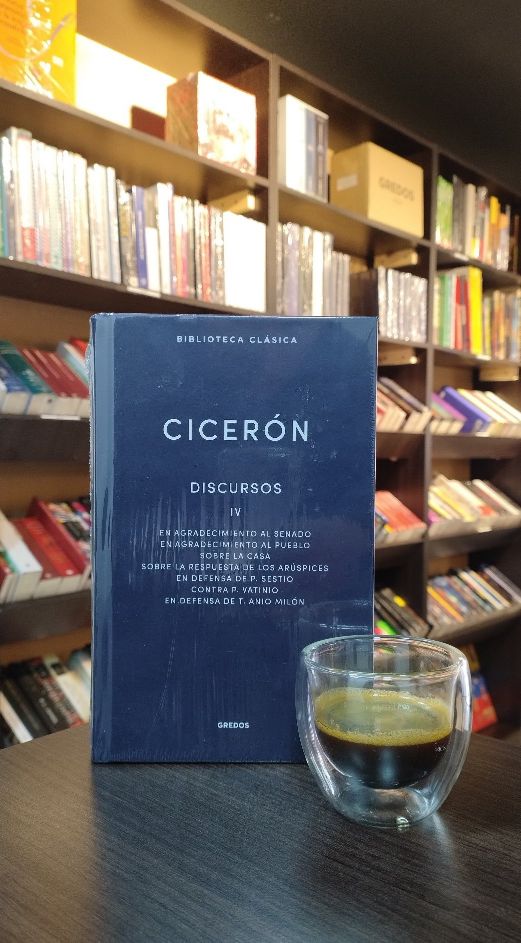 GREDOS
BIBLIOTECA CLÁSICA
CICERÓN
DISCURSOS
IV
EN AGRADECIMIENTO AL SENADO
EN AGRADECIMIENTO AL PUEBLO
SOBRE LA CASA
SOBRE LA RESPUESTA DE LOS ARÚSPICES
EN DEFENSA DE P. SESTIO
CONTRA P. VATINIO
EN DEFENSA DE T. ANIO MILÓN
GREDOS